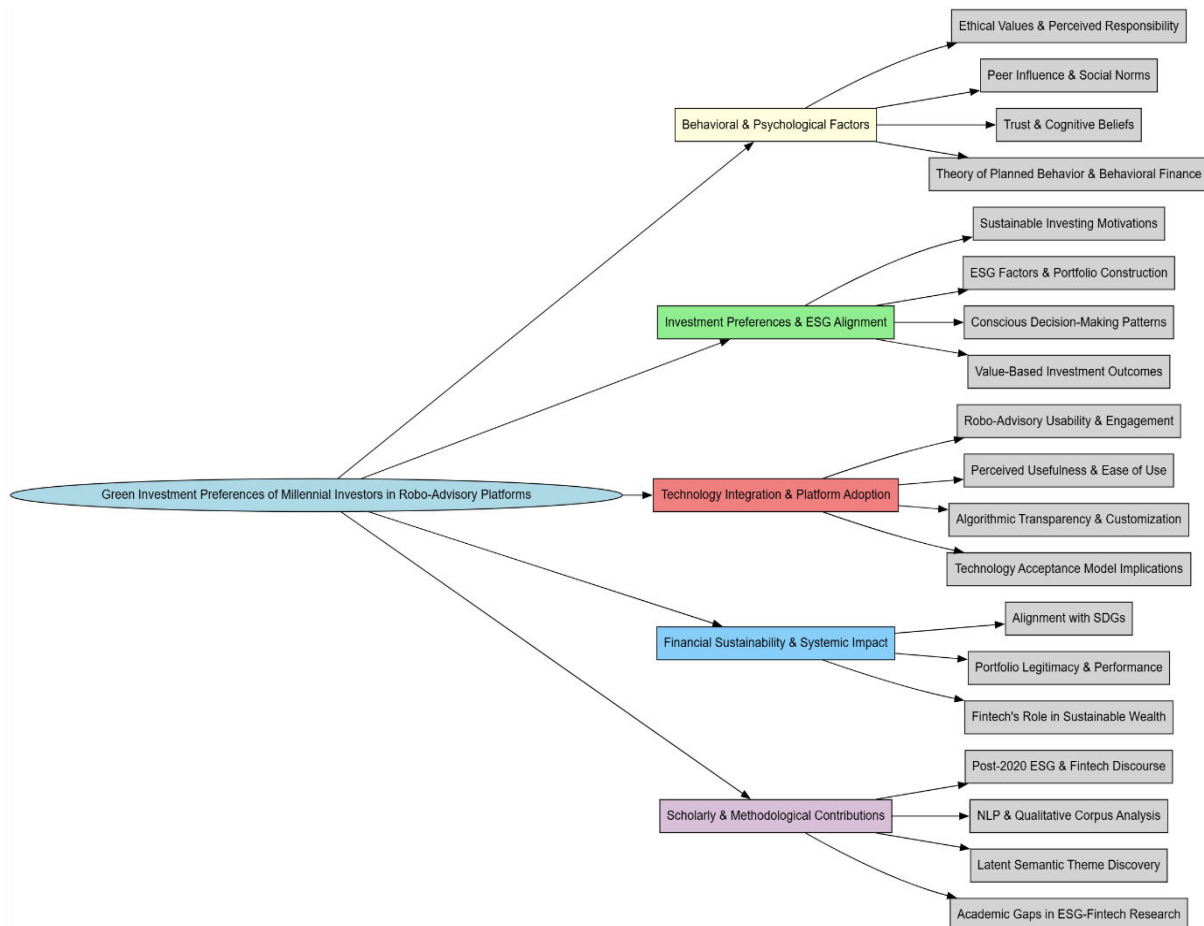 Ethical Values & Perceived Responsibility
Peer Influence & Social Norms
Behavioral & Psychological Factors
Trust & Cognitive Beliefs
Theory of Planned Behavior & Behavioral Finance
Sustainable Investing Motivations
ESG Factors & Portfolio Construction
Investment Preferences & ESG Alignment
Conscious Decision-Making Patterns
Value-Based Investment Outcomes
Robo-Advisory Usability & Engagement
Perceived Usefulness & Ease of Use
Green Investment Preferences of Millennial Investors in Robo-Advisory Platforms
Technology Integration & Platform Adoption
Algorithmic Transparency & Customization
Technology Acceptance Model Implications
Alignment with SDGs
Financial Sustainability & Systemic Impact
Portfolio Legitimacy & Performance
Fintech's Role in Sustainable Wealth
Post-2020 ESG & Fintech Discourse
Scholarly & Methodological Contributions
NLP & Qualitative Corpus Analysis
Latent Semantic Theme Discovery
Academic Gaps in ESG-Fintech Research